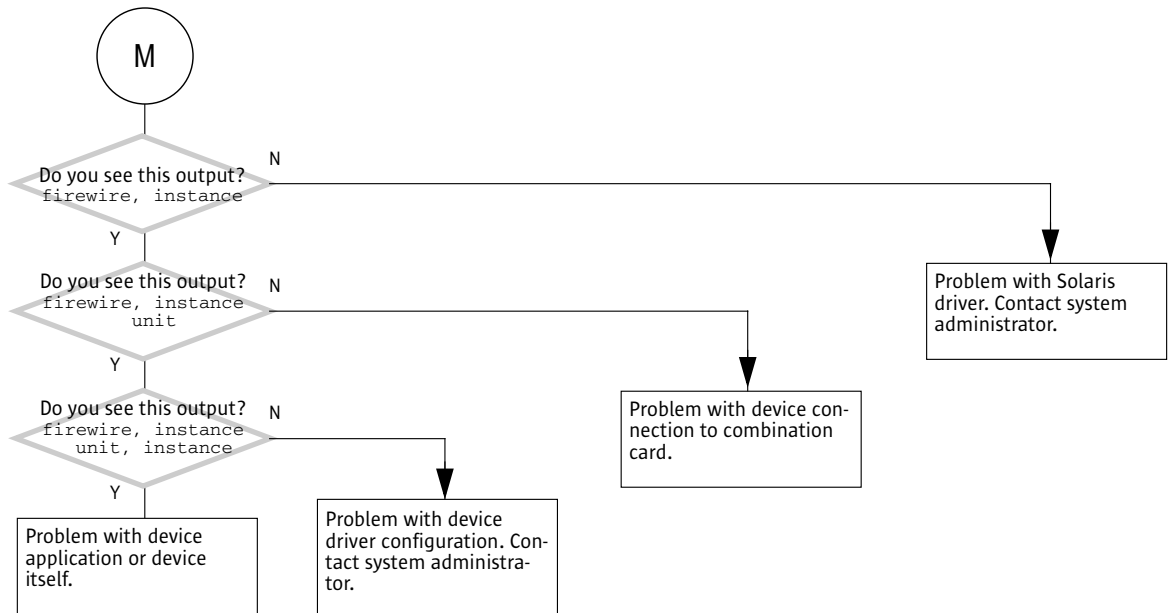 M
Do you see this output?
firewire, instance
N
Y
Do you see this output?
firewire, instance
unit
N
Y
Do you see this output?
firewire, instance
unit, instance
N
Y
Problem with Solaris
driver. Contact system
administrator.
Problem with device con-
nection to combination
card.
Problem with device
driver configuration. Con-
tact system administra-
tor.
Problem with device
application or device
itself.